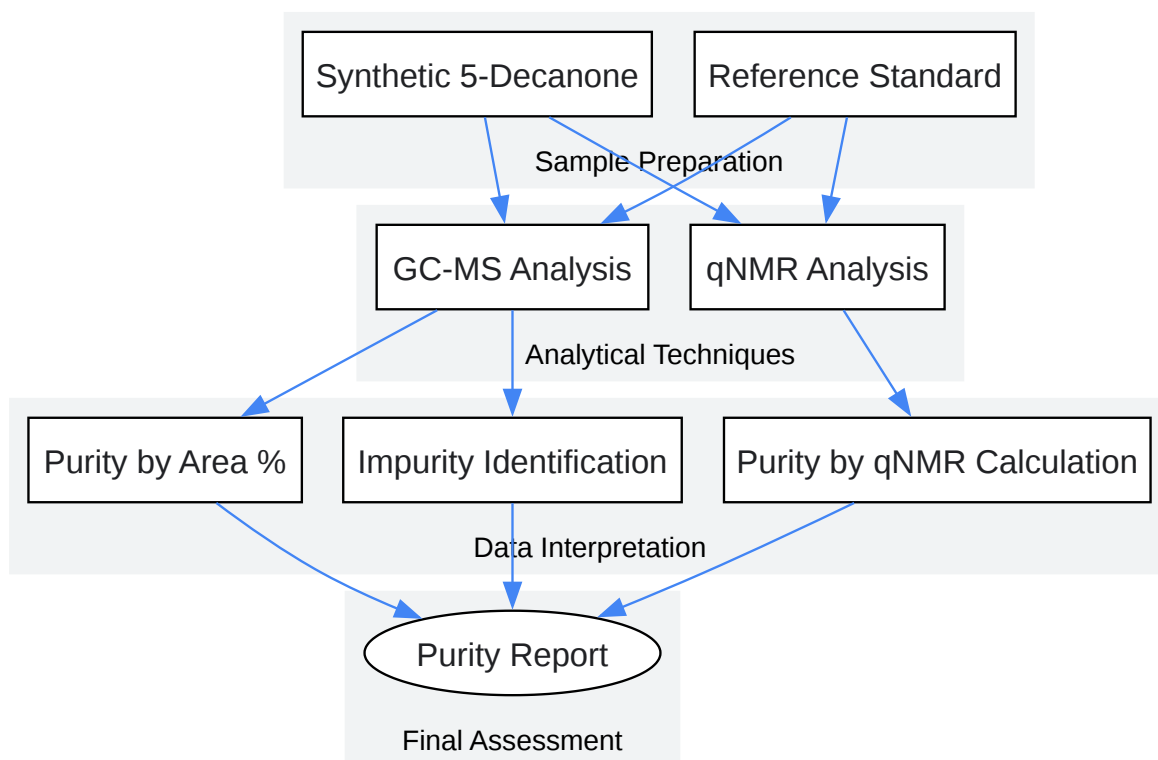 Synthetic 5-Decanone
Reference Standard
Sample Preparation
GC-MS Analysis
qNMR Analysis
Analytical Techniques
Purity by Area %
Impurity Identification
Purity by qNMR Calculation
Data Interpretation
Purity Report
Final Assessment